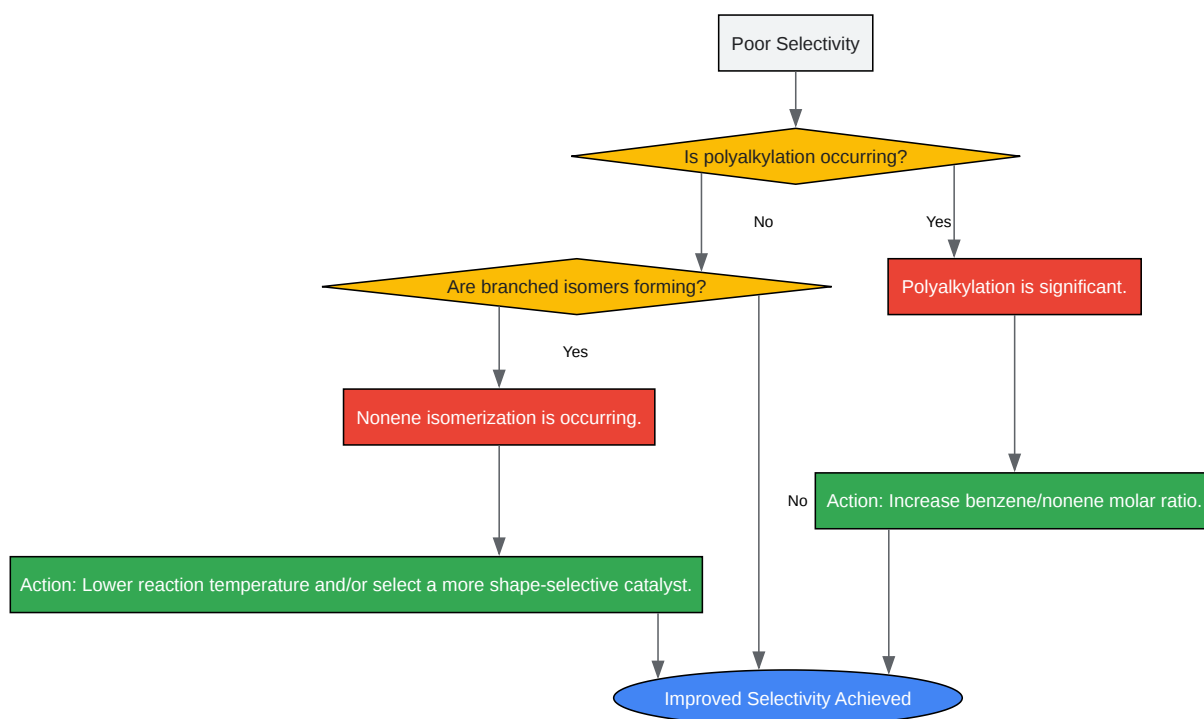 Poor Selectivity
Is polyalkylation occurring?
No
Yes
Are branched isomers forming?
Polyalkylation is significant.
Yes
Nonene isomerization is occurring.
No
Action: Increase benzene/nonene molar ratio.
Action: Lower reaction temperature and/or select a more shape-selective catalyst.
Improved Selectivity Achieved